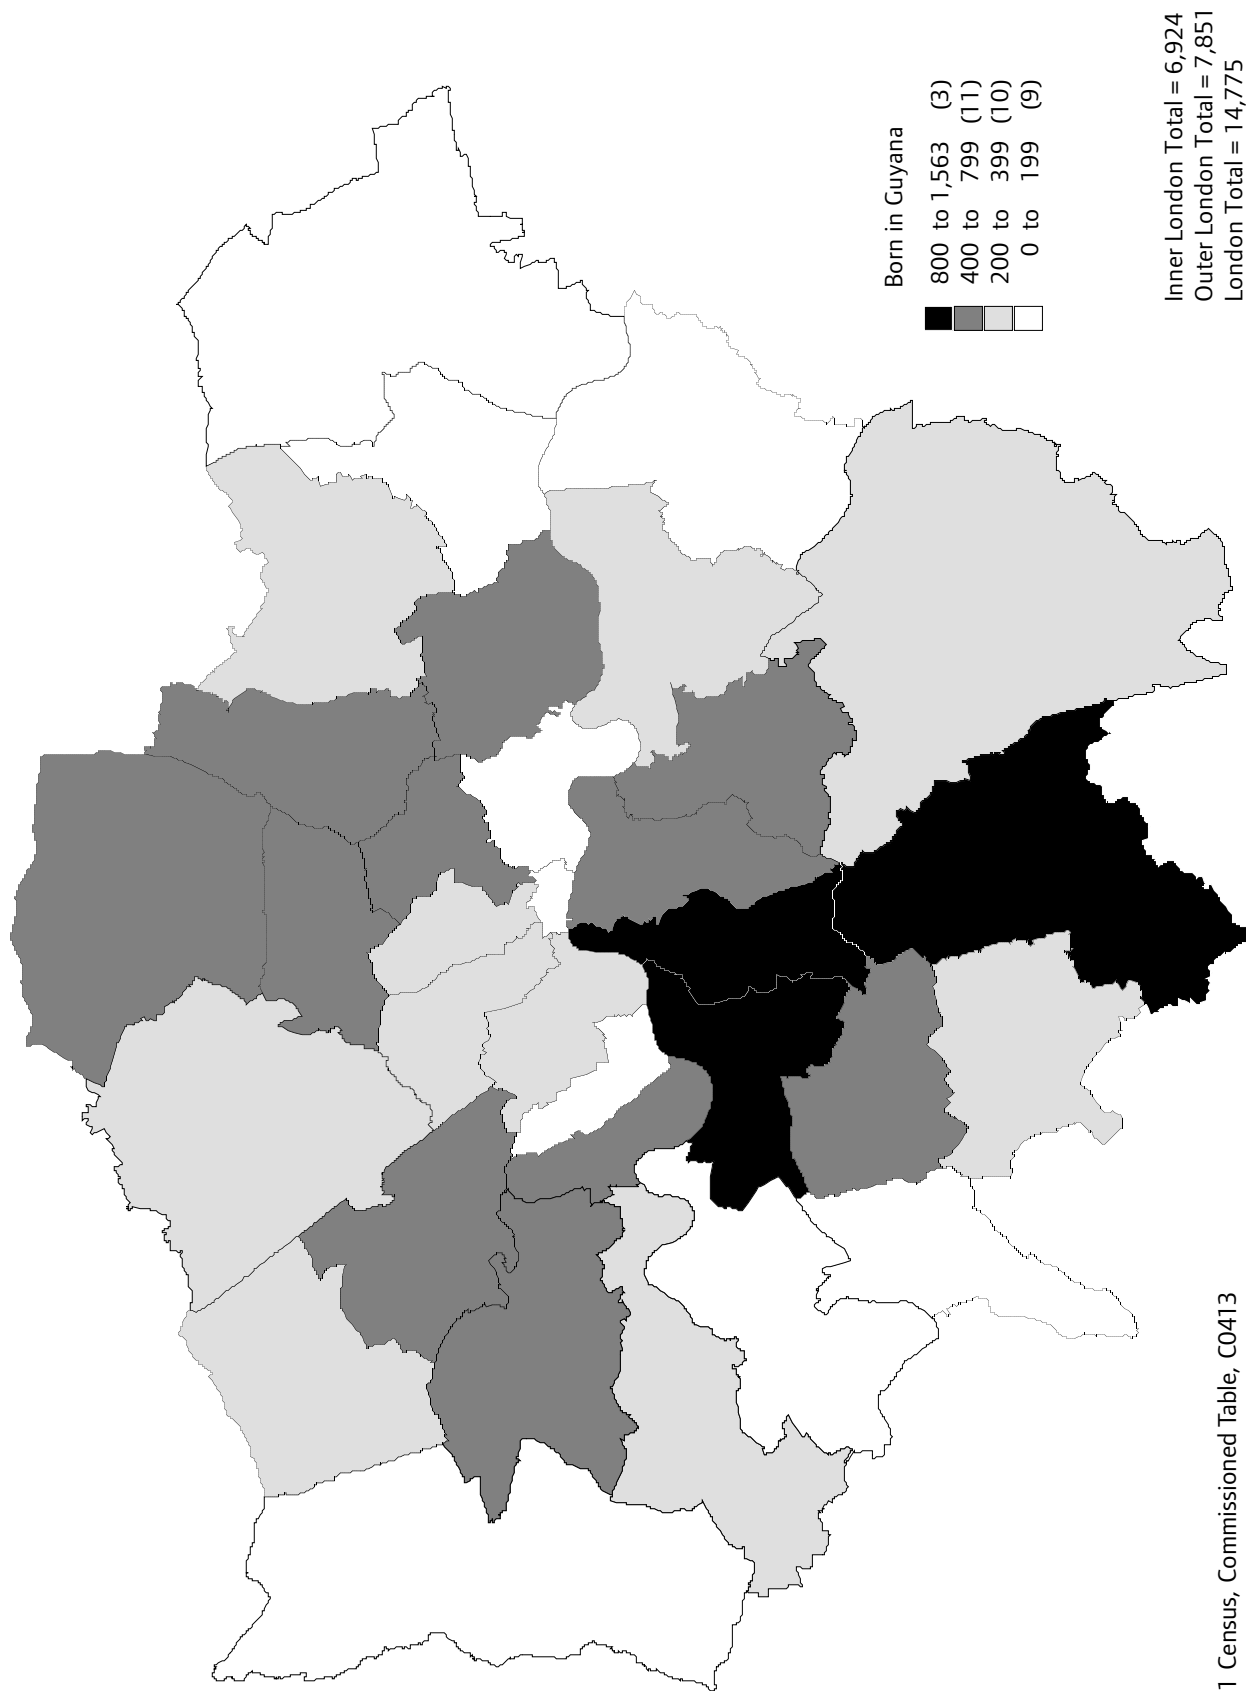 Born in Guyana
800 to 1,563 (3)
400 to 799 (11)
200 to 399 (10)
0 to 199 (9)
Inner London Total = 6,924
Outer London Total = 7,851
London Total = 14,775
1 Census, Commissioned Table, C0413